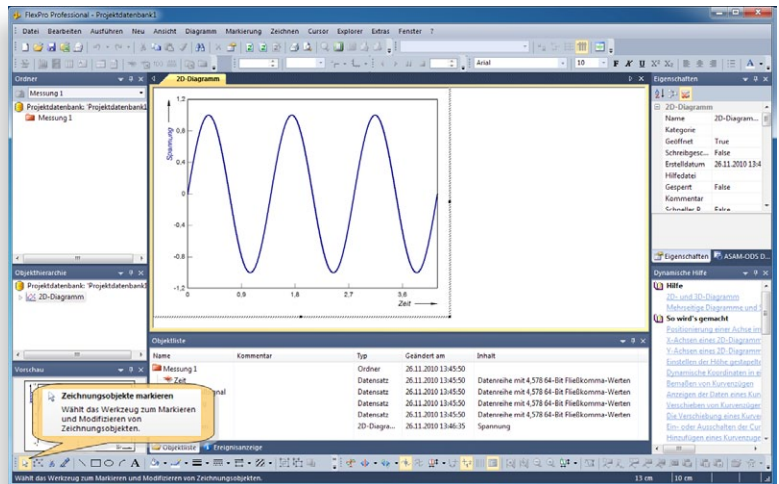 FlexPro Professional - Projektdatenbank1
Datei Bearbeiten Ausführen Neu Ansicht Diagramm Markierung Zeichnen Cursor Explorer Extras Fenster ?
Arial 10 F K U
Ordner
Messung 1
Projektdatenbank: 'Projektdatenbank1
Messung 1
2D-Diagramm
Spannung
1,2
0,8
0,4
0
-0,4
-0,8
-1,2
0 0,9 1,8 2,7 3,6
Zeit
Eigenschaften
2D-Diagramm
Name 2D-Diagram...
Kategorie
Geöffnet True
Schreibgesc... False
Erstelldatum 26.11.2010 13:4
Hilfedatei
Gesperrt False
Kommentar
Schneller False
Eigenschaften ASAM-ODS D...
Objekthierarchie
Projektdatenbank: 'Projektdatenbank1
2D-Diagramm
Dynamische Hilfe
Hilfe
2D- und 3D-Diagramm
Mehrseitige Diagramme und
So wird's gemacht
Positionierung einer Achse im
X-Achsen eines 2D-Diagramm
Y-Achsen eines 2D-Diagramm
Einstellen der Höhe gestapelte
Dynamische Koordinaten in e
Bemaßen von Kurvenzügen
Anzeigen der Daten eines Kurv
Verschieben von Kurvenzüger
Die Verschiebung eines Kurver
Ein- oder Ausschalten der Cur
Hinzufügen eines Kurvenzuge
Objektliste
Name Kommentar Typ Geändert am Inhalt
Messung 1 Ordner 26.11.2010 13:45:50
Zeit Datensatz 26.11.2010 13:45:50 Datenreihe mit 4,578 64-Bit Fließkomma-Werten
gnal Datensatz 26.11.2010 13:45:50 Datenreihe mit 4,578 64-Bit Fließkomma-Werten
Datensatz 26.11.2010 13:45:50 Datenreihe mit 4,578 64-Bit Fließkomma-Werten
Datensatz 26.11.2010 13:45:50 Datenreihe mit 4,578 64-Bit Fließkomma-Werten
2D-Diagra... 26.11.2010 13:46:35 Spannung
Objektliste Ereignisanzeige
Vorschau
Zeichnungsobjekte markieren
Wählt das Werkzeug zum Markieren
und Modifizieren von
Zeichnungsobjekten.
Wählt das Werkzeug zum Markieren und Modifizieren von Zeichnungsobjekten.
13 cm 10 cm